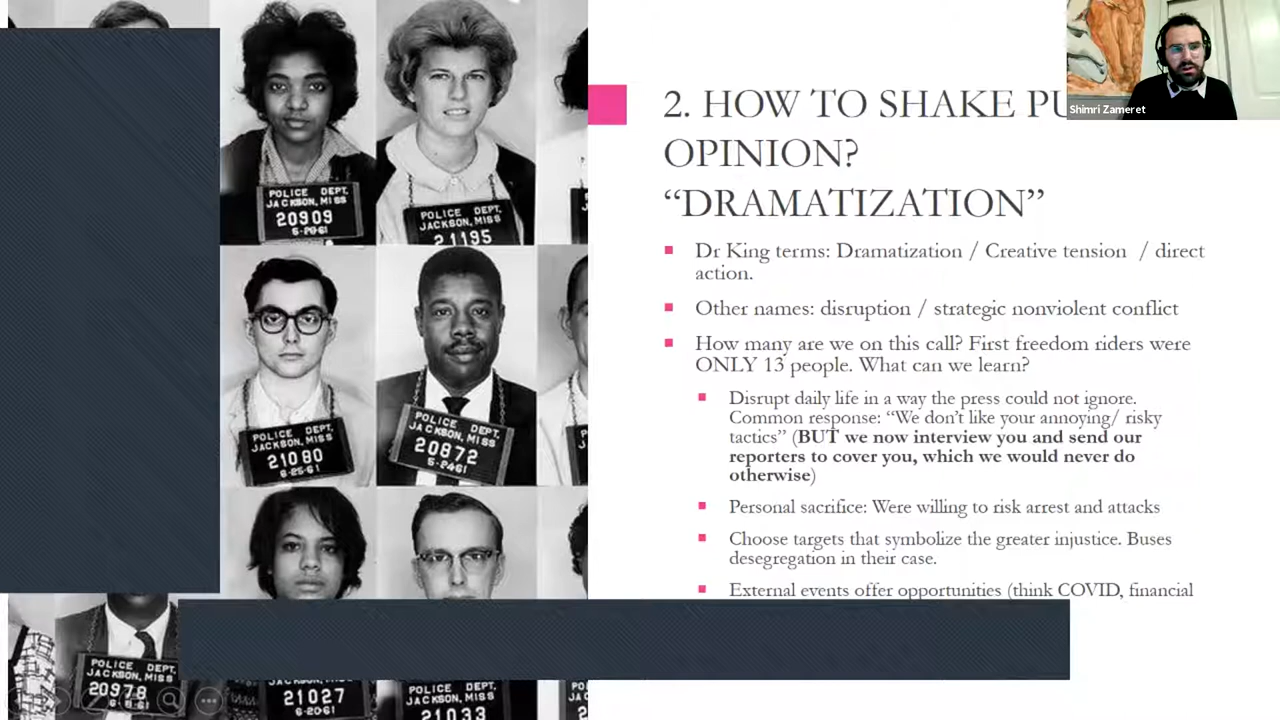 POLICE DEPT.
JACKSON, MISS
20909
POLICE DEPT.
JACKSON, MISS
21195
POLICE DEPT.
JACKSON, MISS
21080
6-25-61
POLICE DEPT.
JACKSON, MISS
20872
5-24-61
POLICE DEPT.
JACKSON, MISS
20978
JACKSON, MISS
21027
POLICE DEPT.
JACKSON, MISS
21033
2. HOW TO SHAKE PU
OPINION?
“DRAMATIZATION”
Dr King terms: Dramatization / Creative tension / direct
action.
Other names: disruption / strategic nonviolent conflict
How many are we on this call? First freedom riders were
ONLY 13 people. What can we learn?
Disrupt daily life in a way the press could not ignore.
Common response: “We don’t like your annoying/ risky
tactics” (BUT we now interview you and send our
reporters to cover you, which we would never do
otherwise)
Personal sacrifice: Were willing to risk arrest and attacks
Choose targets that symbolize the greater injustice. Buses
desegregation in their case.
External events offer opportunities (think COVID, financial
Shimri Zameret